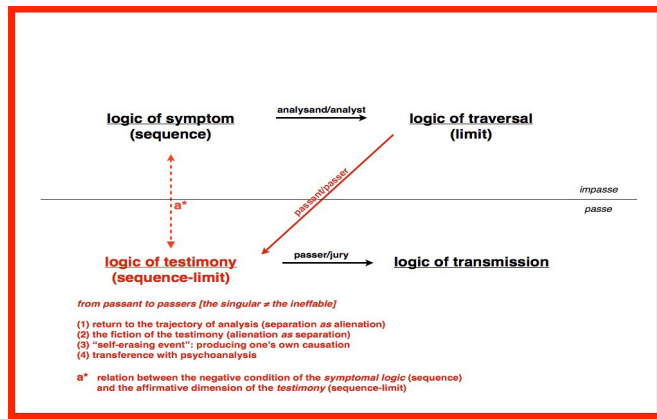 logic of symptom
(sequence)
analysand/analyst
logic of traversal
(limit)
a*
passant/passer
impasse
passe
logic of testimony
(sequence-limit)
passer/jury
logic of transmission
from passant to passers [the singular ≠ the ineffable]
(1) return to the trajectory of analysis (separation as alienation)
(2) the fiction of the testimony (alienation as separation)
(3) “self-erasing event”: producing one’s own causation
(4) transference with psychoanalysis
a* relation between the negative condition of the symptomal logic (sequence)
and the affirmative dimension of the testimony (sequence-limit)